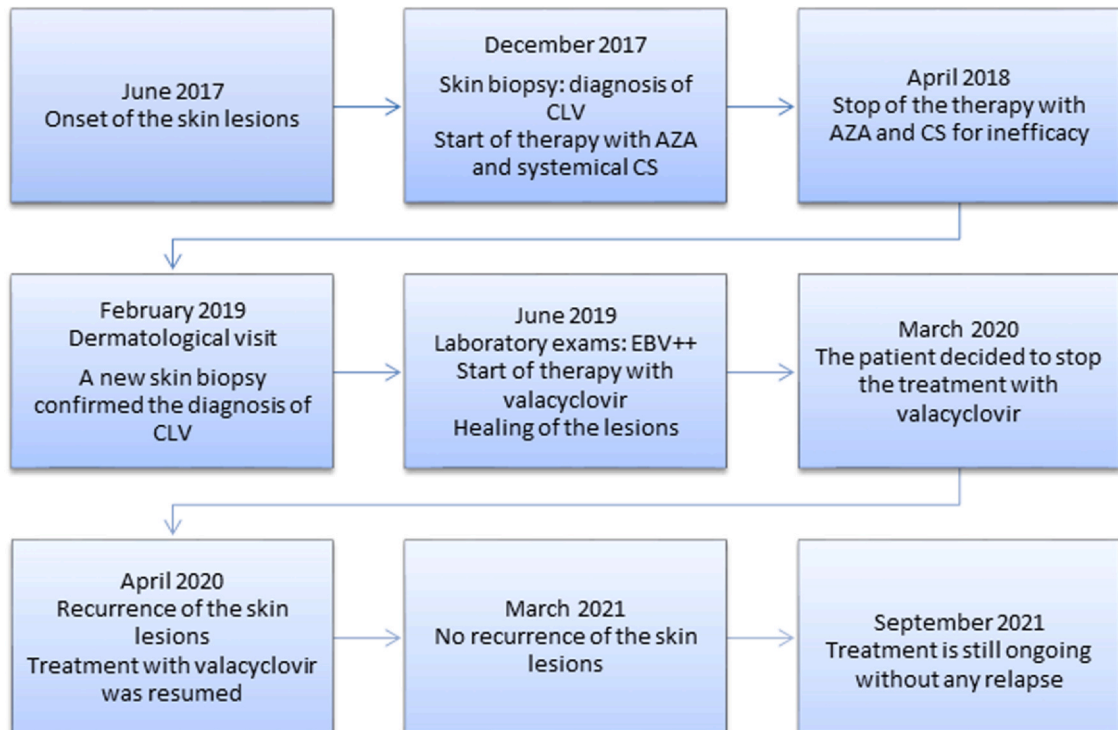 June 2017
Onset of the skin lesions
December 2017
Skin biopsy: diagnosis of
CLV
Start of therapy with AZA
and systemical CS
April 2018
Stop of the therapy with
AZA and CS for inefficacy
February 2019
Dermatological visit
A new skin biopsy
confirmed the diagnosis of
CLV
June 2019
Laboratory exams: EBV++
Start of therapy with
valacyclovir
Healing of the lesions
March 2020
The patient decided to stop
the treatment with
valacyclovir
April 2020
Recurrence of the skin
lesions
Treatment with valacyclovir
was resumed
March 2021
No recurrence of the skin
lesions
September 2021
Treatment is still ongoing
without any relapse